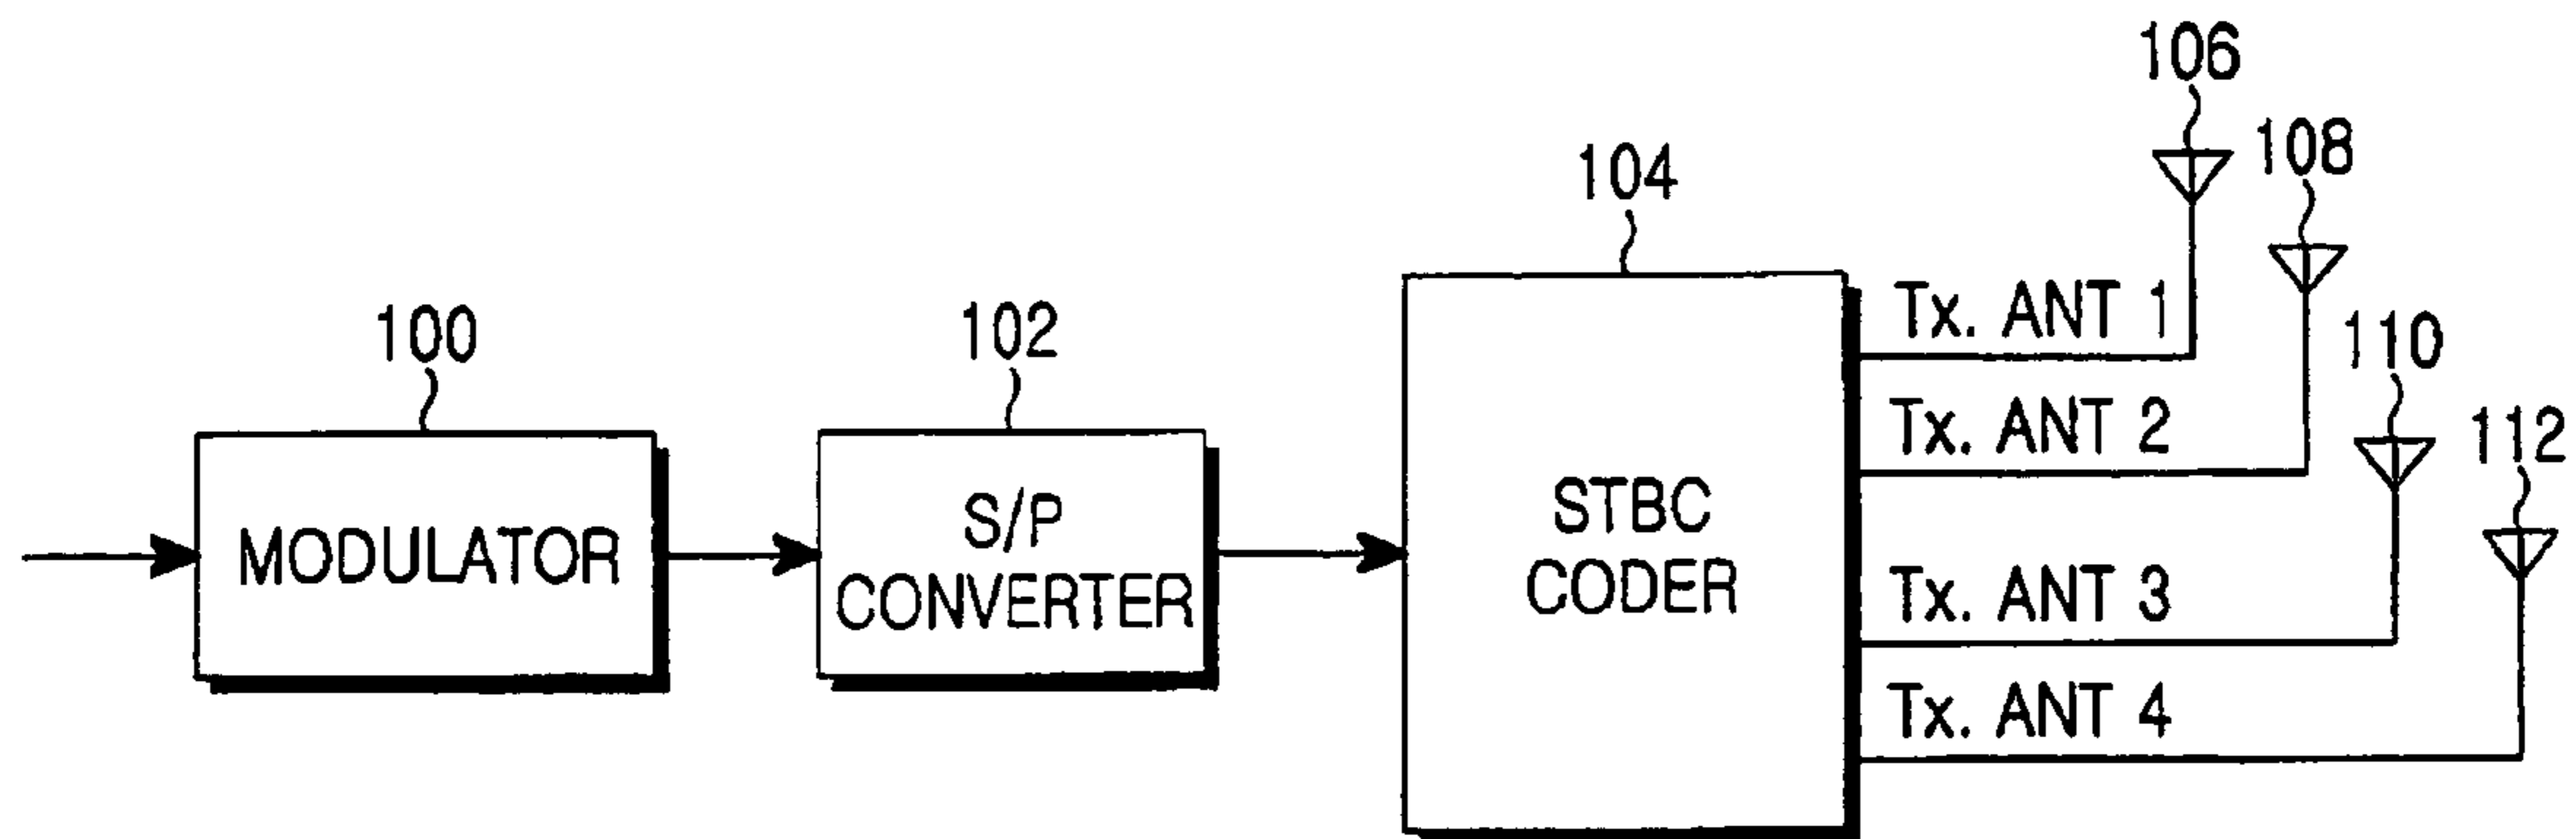 106
108
104
Tx. ANT 1
100
102
110
Tx. ANT 2
112
MODULATOR
S/P
CONVERTER
STBC
CODER
Tx. ANT 3
Tx. ANT 4